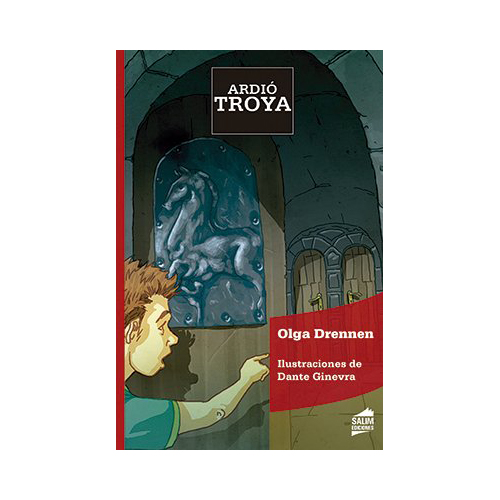 ARDIÓ
TROYA
Olga Drennen
Ilustraciones de
Dante Ginevra
SALIM
EDICIONES